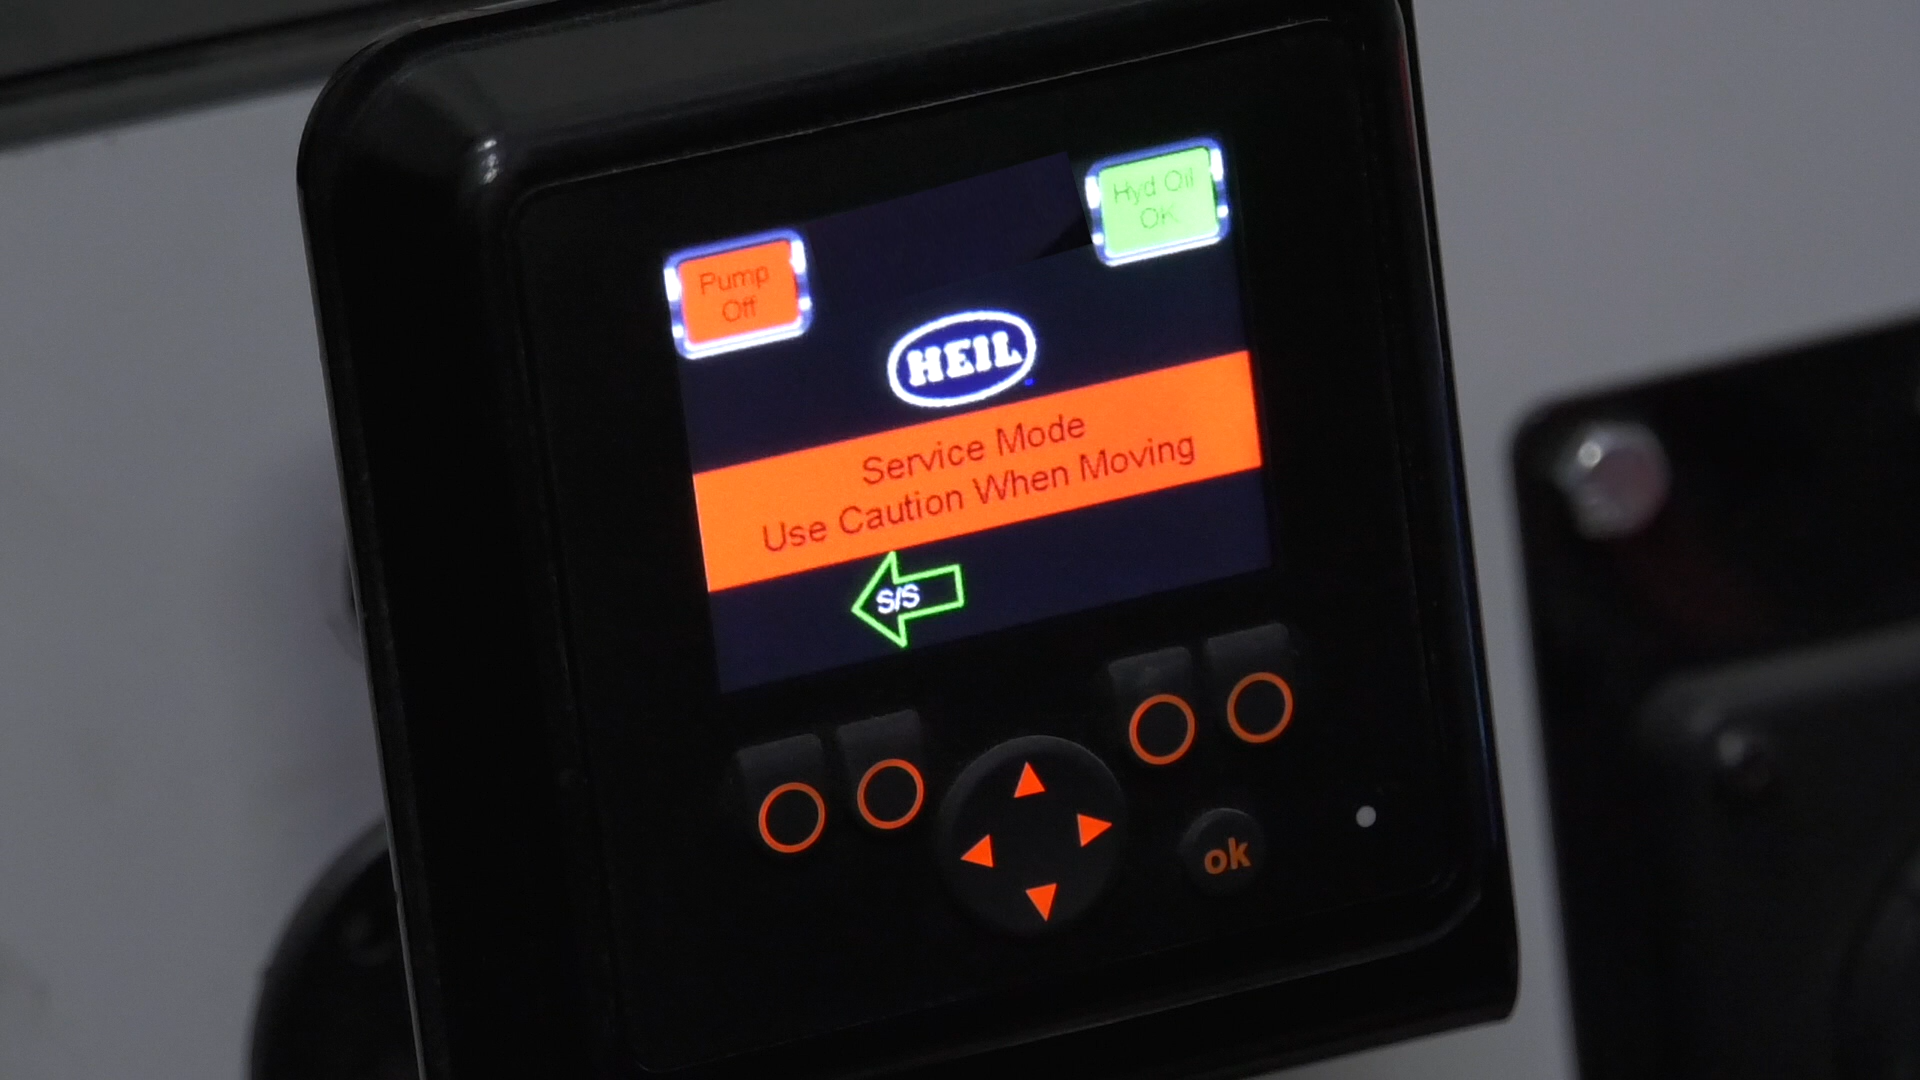 Pump
Off
Hyd Oil
OK
HEIL
Service Mode
Use Caution When Moving
S/S
ok